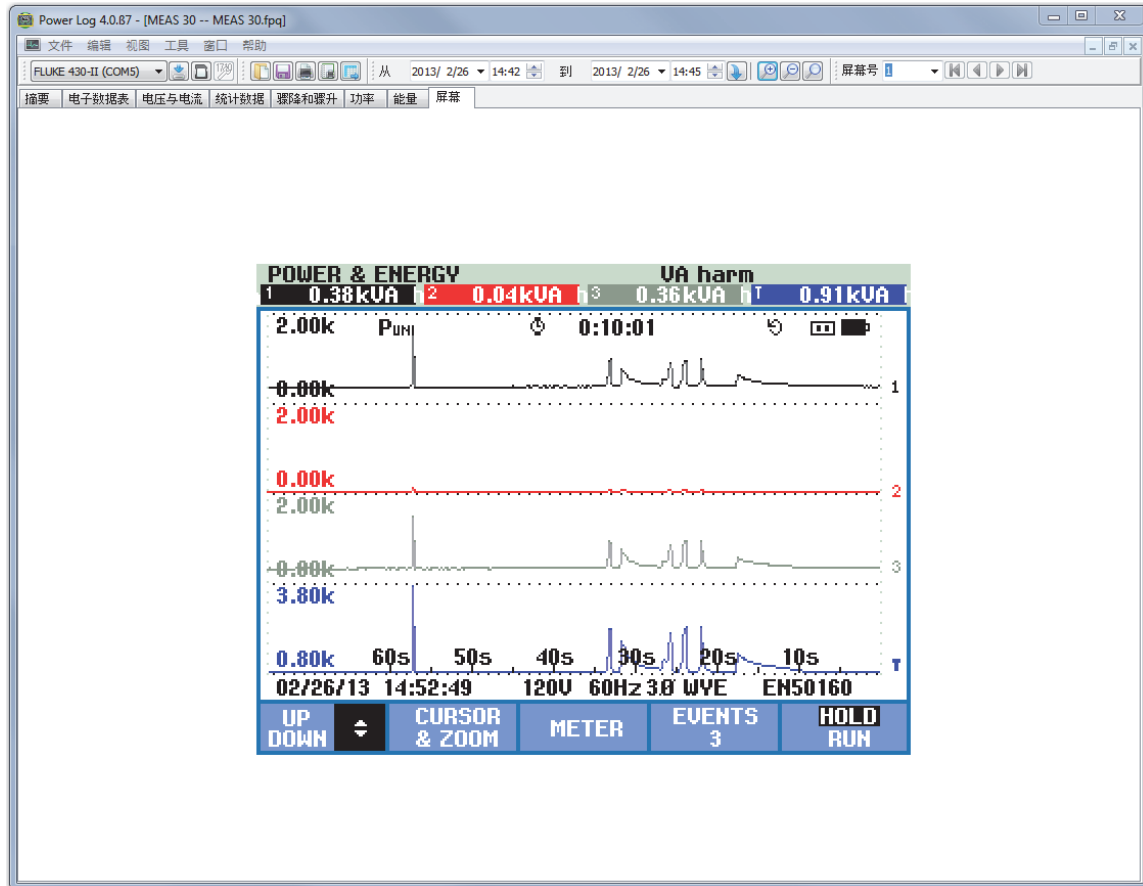 Power Log 4.0.87 - [MEAS 30 -- MEAS 30.fpq]
文件 编辑 视图 工具 窗口 帮助
FLUKE 430-II (COM5) 从 2013/ 2/26 14:42 到 2013/ 2/26 14:45 屏幕号 1
摘要 电子数据表 电压与电流 统计数据 骤降和骤升 功率 能量 屏幕
POWER & ENERGY VA harm
1 0.38kVA h 2 0.04kVA h 3 0.36kVA h T 0.91kVA h
2.00k PUNI 0:10:01
0.00k 1
2.00k
0.00k 2
2.00k
0.00k 3
3.80k
0.80k 60s 50s 40s 30s 20s 10s T
02/26/13 14:52:49 120V 60Hz 3Ø WYE EN50160
UP DOWN CURSOR & ZOOM METER EVENTS 3 HOLD RUN